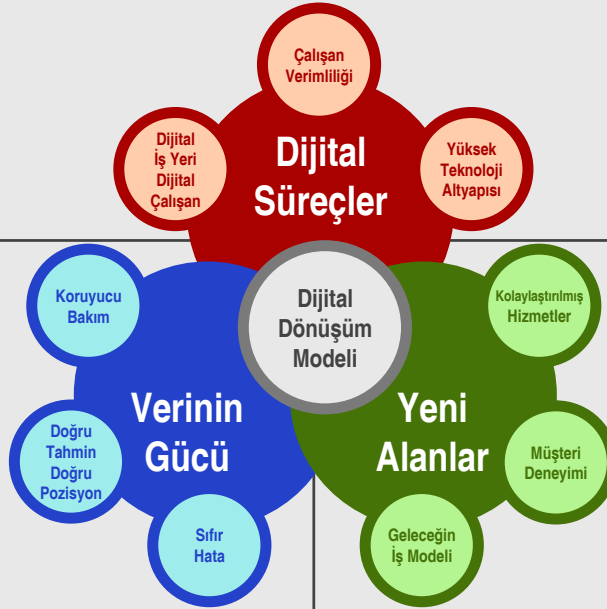 Çalışan
Verimliliği
Dijital
İş Yeri
Dijital
Çalışan
Dijital
Süreçler
Yüksek
Teknoloji
Altyapısı
Koruyucu
Bakım
Dijital
Dönüşüm
Modeli
Kolaylaştırılmış
Hizmetler
Verinin
Gücü
Yeni
Alanlar
Doğru
Tahmin
Doğru
Pozisyon
Müşteri
Deneyimi
Sıfır
Hata
Geleceğin
İş Modeli